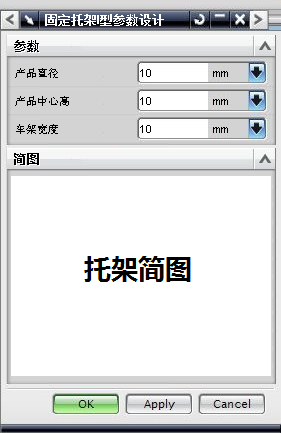 固定托架I型参数设计
参数
产品直径 10 mm
产品中心高 10 mm
车架宽度 10 mm
简图
托架简图
OK Apply Cancel